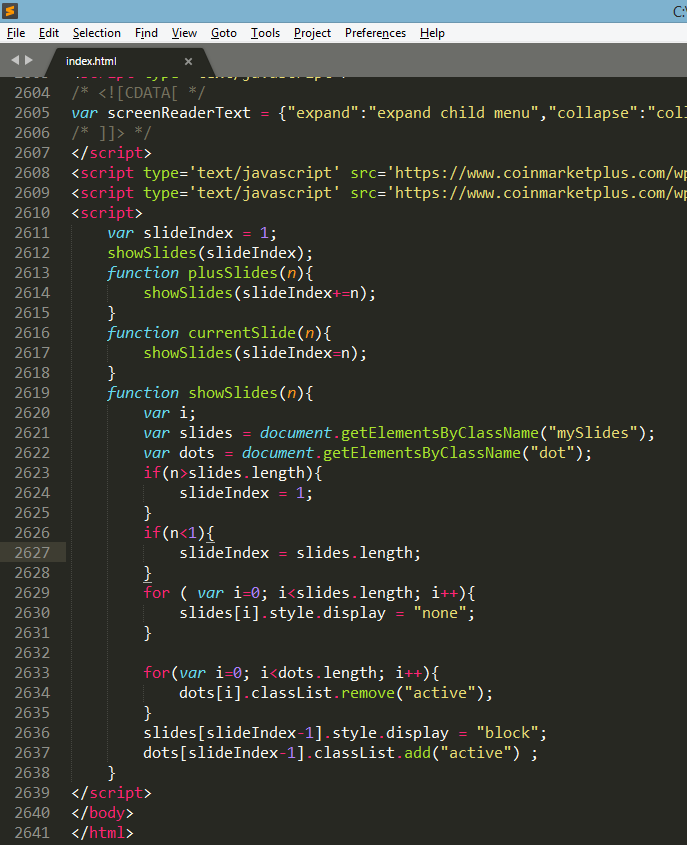 C:\
File Edit Selection Find View Goto Tools Project Preferences Help
index.html ×
2604 /* <![CDATA[ */
2605 var screenReaderText = {"expand":"expand child menu","collapse":"coll
2606 /* ]]> */
2607 </script>
2608 <script type='text/javascript' src='https://www.coinmarketplus.com/wp
2609 <script type='text/javascript' src='https://www.coinmarketplus.com/wp
2610 <script>
2611 var slideIndex = 1;
2612 showSlides(slideIndex);
2613 function plusSlides(n){
2614 showSlides(slideIndex+=n);
2615 }
2616 function currentSlide(n){
2617 showSlides(slideIndex=n);
2618 }
2619 function showSlides(n){
2620 var i;
2621 var slides = document.getElementsByClassName("mySlides");
2622 var dots = document.getElementsByClassName("dot");
2623 if(n>slides.length){
2624 slideIndex = 1;
2625 }
2626 if(n<1){
2627 slideIndex = slides.length;
2628 }
2629 for ( var i=0; i<slides.length; i++){
2630 slides[i].style.display = "none";
2631 }
2632
2633 for(var i=0; i<dots.length; i++){
2634 dots[i].classList.remove("active");
2635 }
2636 slides[slideIndex-1].style.display = "block";
2637 dots[slideIndex-1].classList.add("active") ;
2638 }
2639 </script>
2640 </body>
2641 </html>